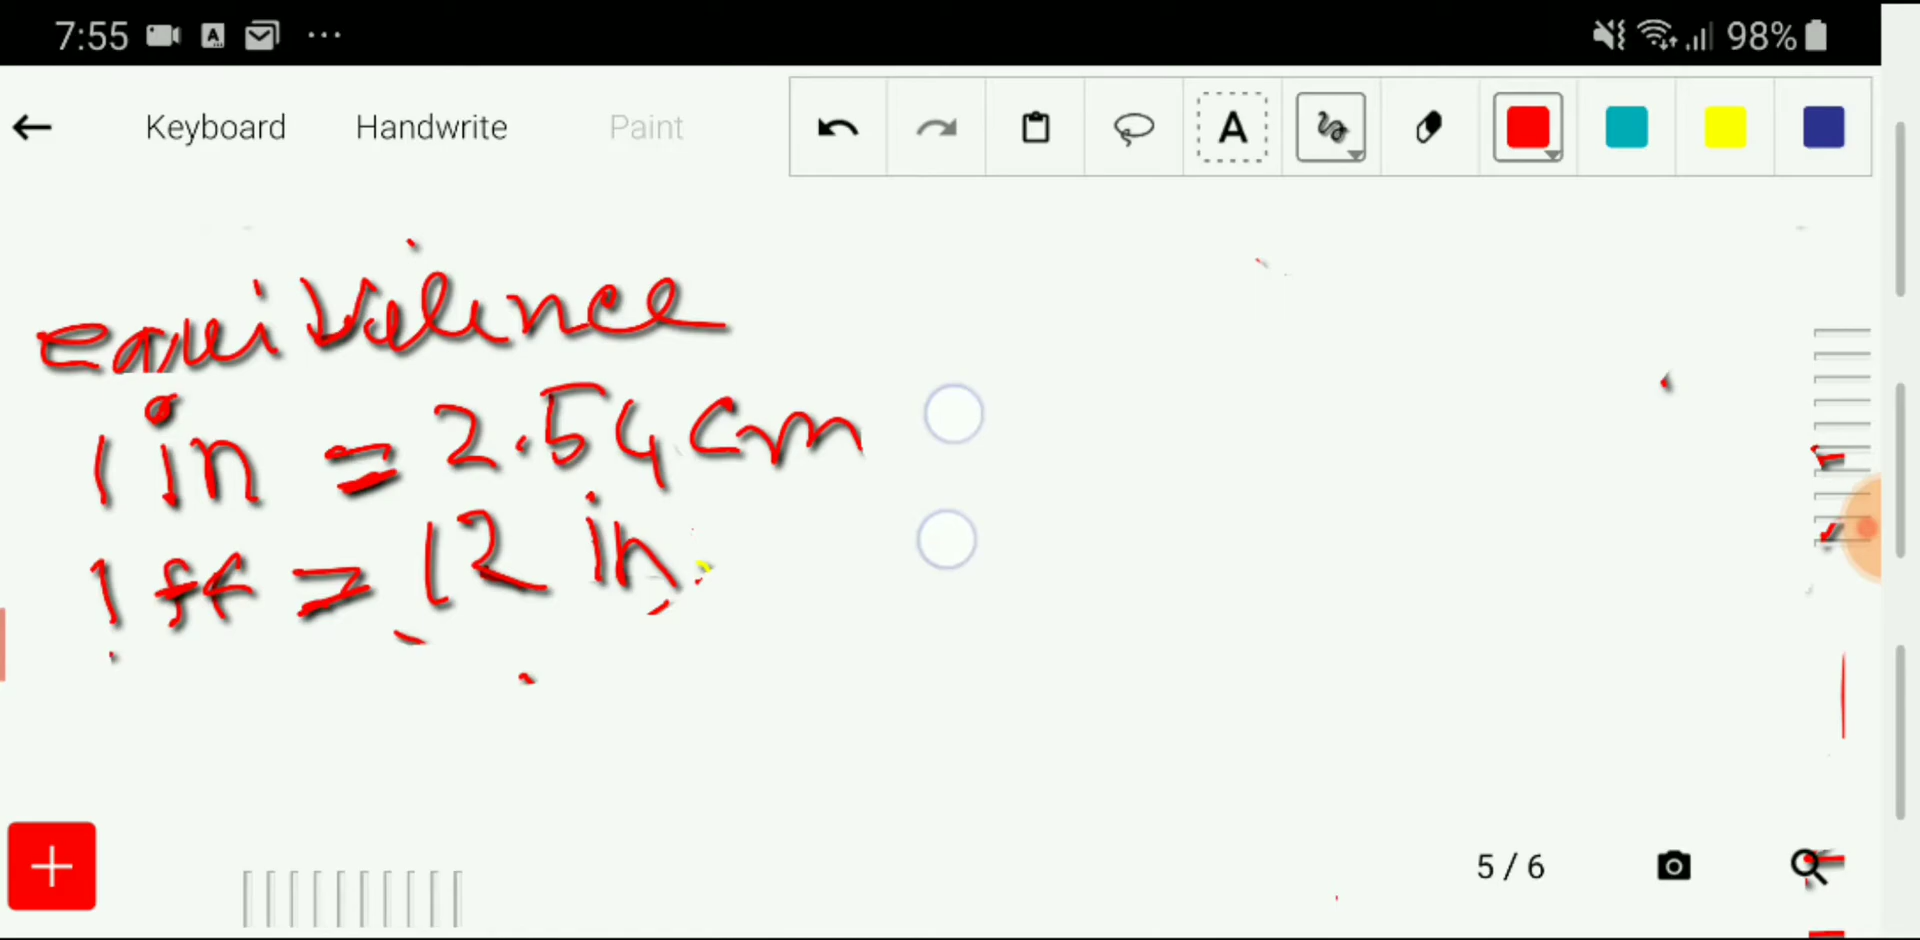 7:55 98%
Keyboard Handwrite Paint A
equivalence
1 in = 2.54 cm
1 ft = 12 in
5 / 6